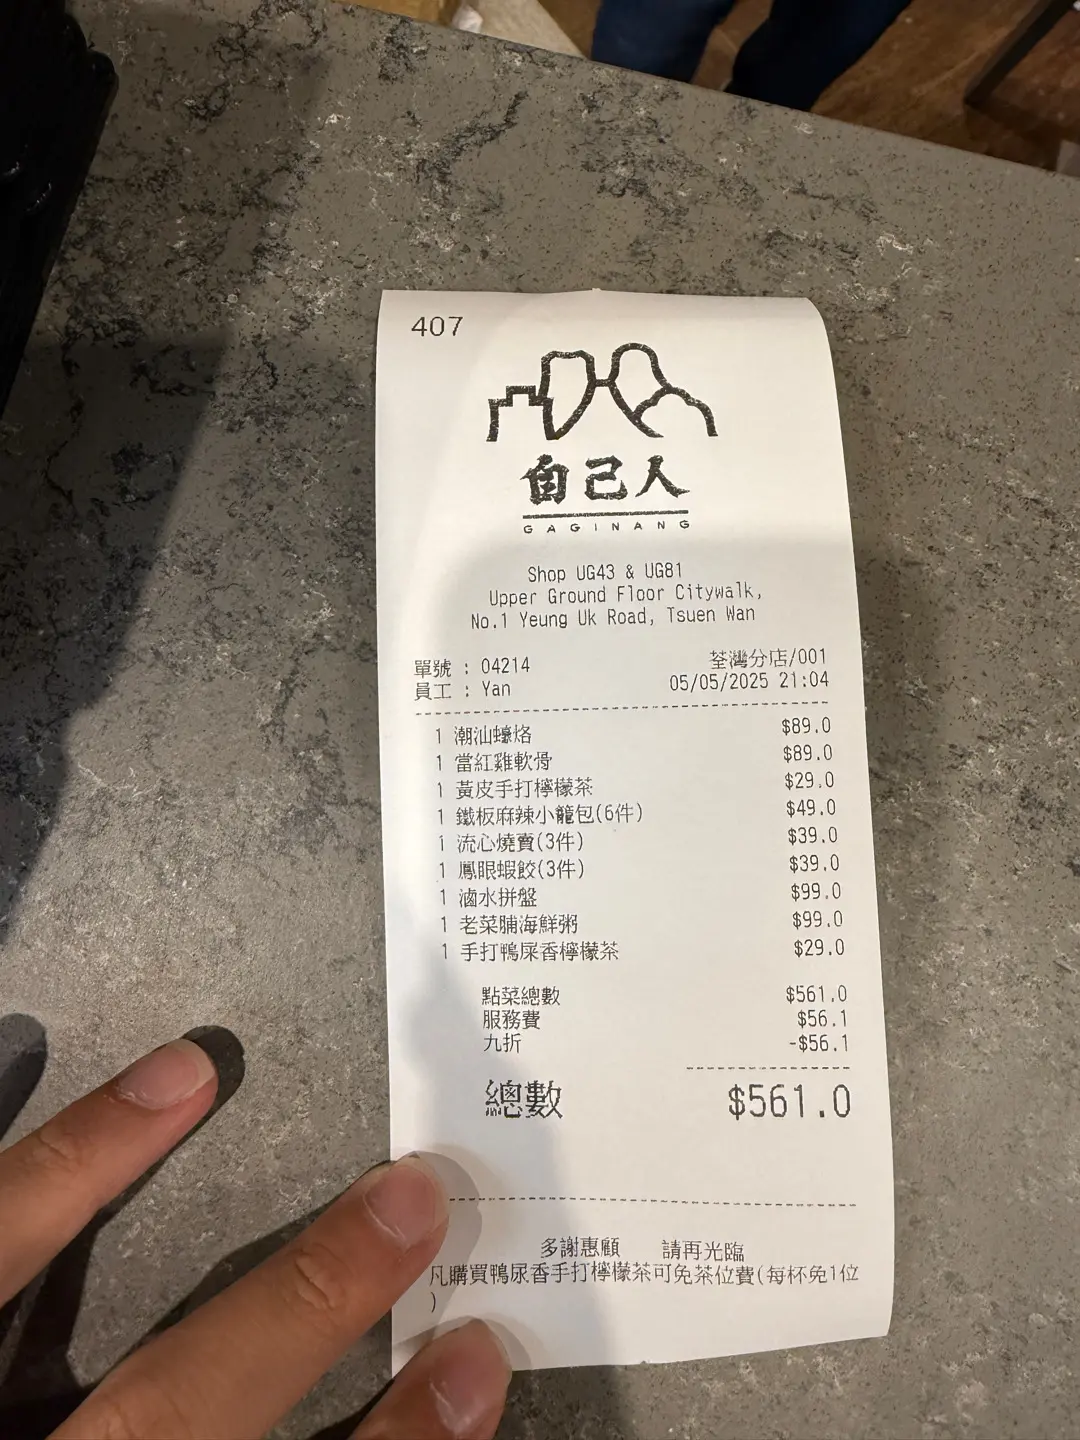 407
自己人
GAGINANG
Shop UG43 & UG81
Upper Ground Floor Citywalk,
No.1 Yeung Uk Road, Tsuen Wan
單號 : 04214 荃灣分店/001
員工 : Yan 05/05/2025 21:04
1 潮汕蠔烙 $89.0
1 當紅雞軟骨 $89.0
1 黃皮手打檸檬茶 $29.0
1 鐵板麻辣小籠包(6件) $49.0
1 流心燒賣(3件) $39.0
1 鳳眼蝦餃(3件) $39.0
1 滷水拼盤 $99.0
1 老菜脯海鮮粥 $99.0
1 手打鴨屎香檸檬茶 $29.0
點菜總數 $561.0
服務費 $56.1
九折 -$56.1
總數 $561.0
多謝惠顧 請再光臨
凡購買鴨屎香手打檸檬茶可免茶位費(每杯免1位
)